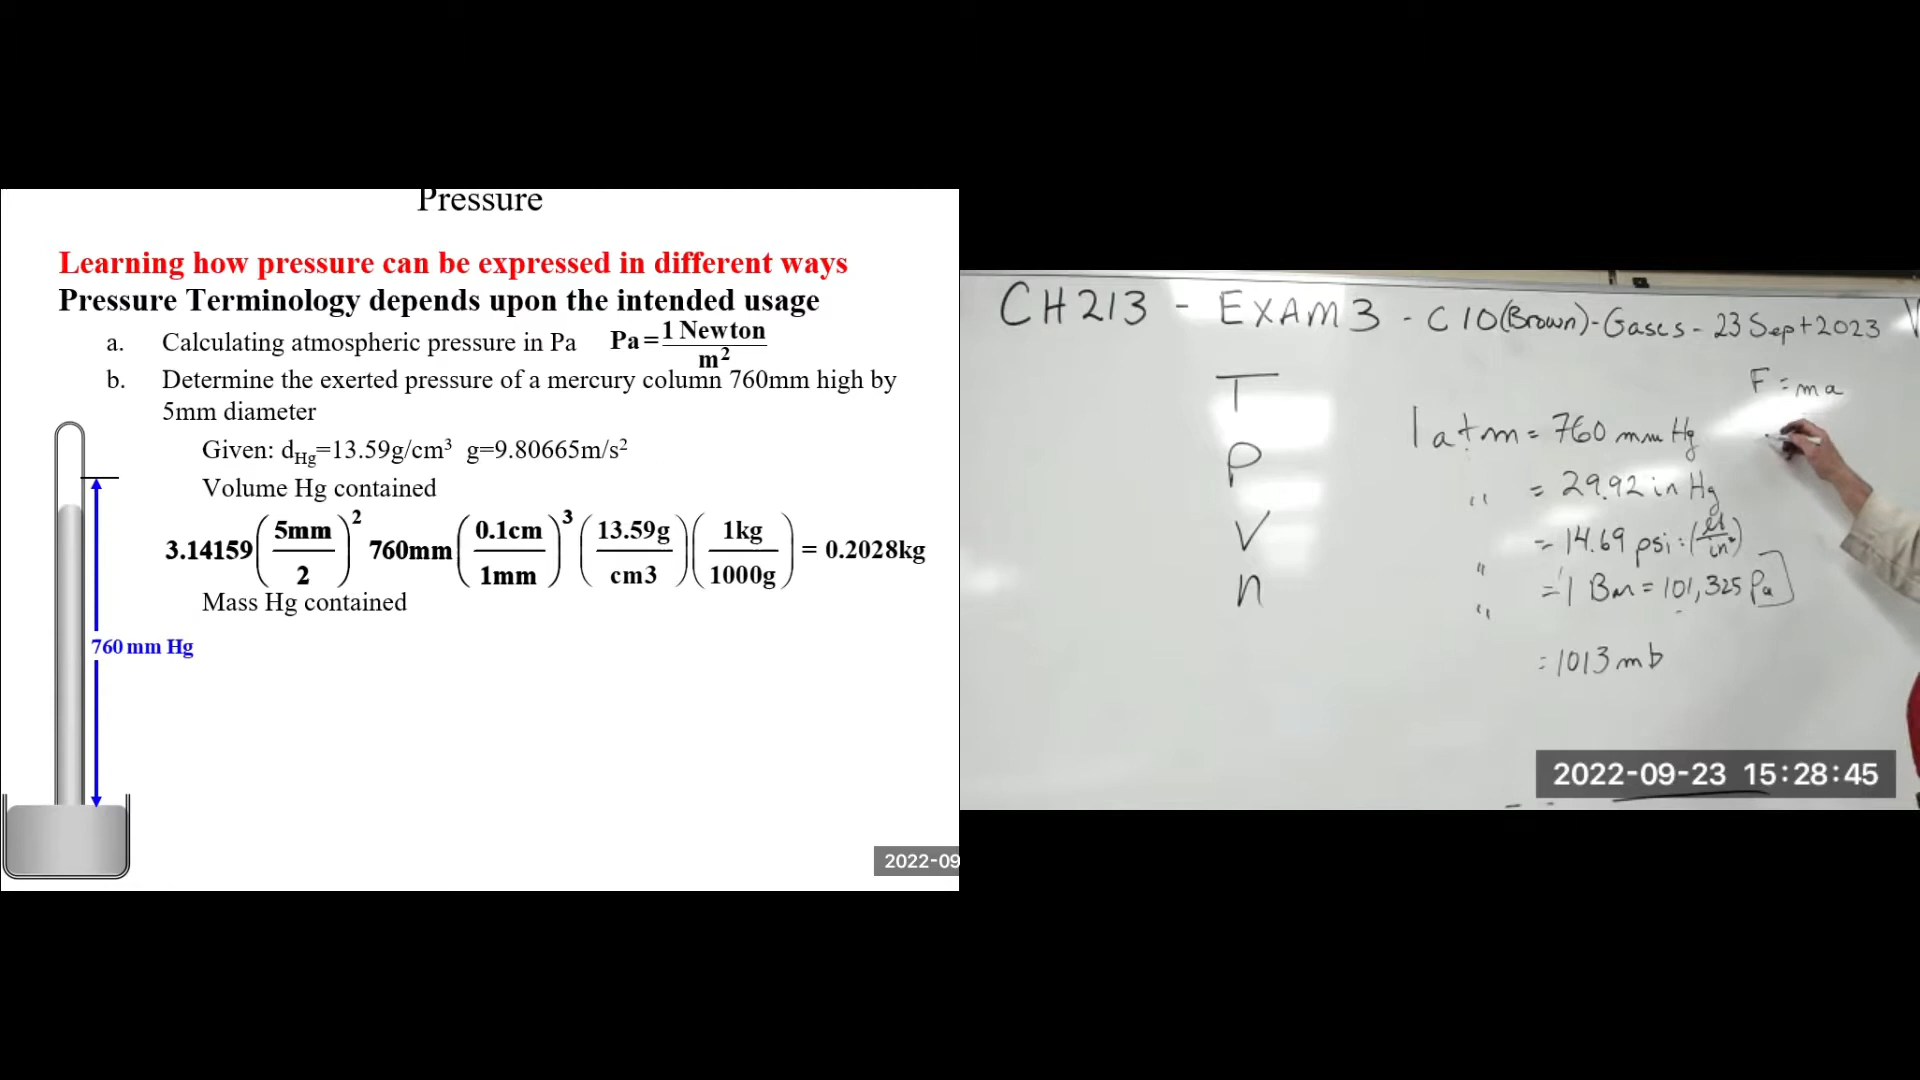 Pressure
Learning how pressure can be expressed in different ways
Pressure Terminology depends upon the intended usage
a. Calculating atmospheric pressure in Pa Pa = 1 Newton / m²
b. Determine the exerted pressure of a mercury column 760mm high by
5mm diameter
Given: dHg=13.59g/cm³ g=9.80665m/s²
Volume Hg contained
3.14159 (5mm / 2)² 760mm (0.1cm / 1mm)³ (13.59g / cm3) (1kg / 1000g) = 0.2028kg
Mass Hg contained
760 mm Hg
2022-09
CH213 - EXAM3 - C10(Brown)-Gases-23Sept2023
T
P
V
n
F = ma
1 atm = 760 mm Hg
" = 29.92 in Hg
" = 14.69 psi:
" = 1 Bar = 101,325 Pa
= 1013 mb
2022-09-23 15:28:45